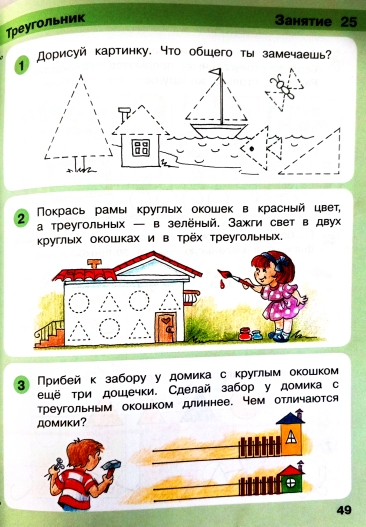 Треугольник
Занятие 25
1 Дорисуй картинку. Что общего ты замечаешь?
2 Покрась рамы круглых окошек в красный цвет,
а треугольных — в зелёный. Зажги свет в двух
круглых окошках и в трёх треугольных.
3 Прибей к забору у домика с круглым окошком
ещё три дощечки. Сделай забор у домика с
треугольным окошком длиннее. Чем отличаются
домики?
49